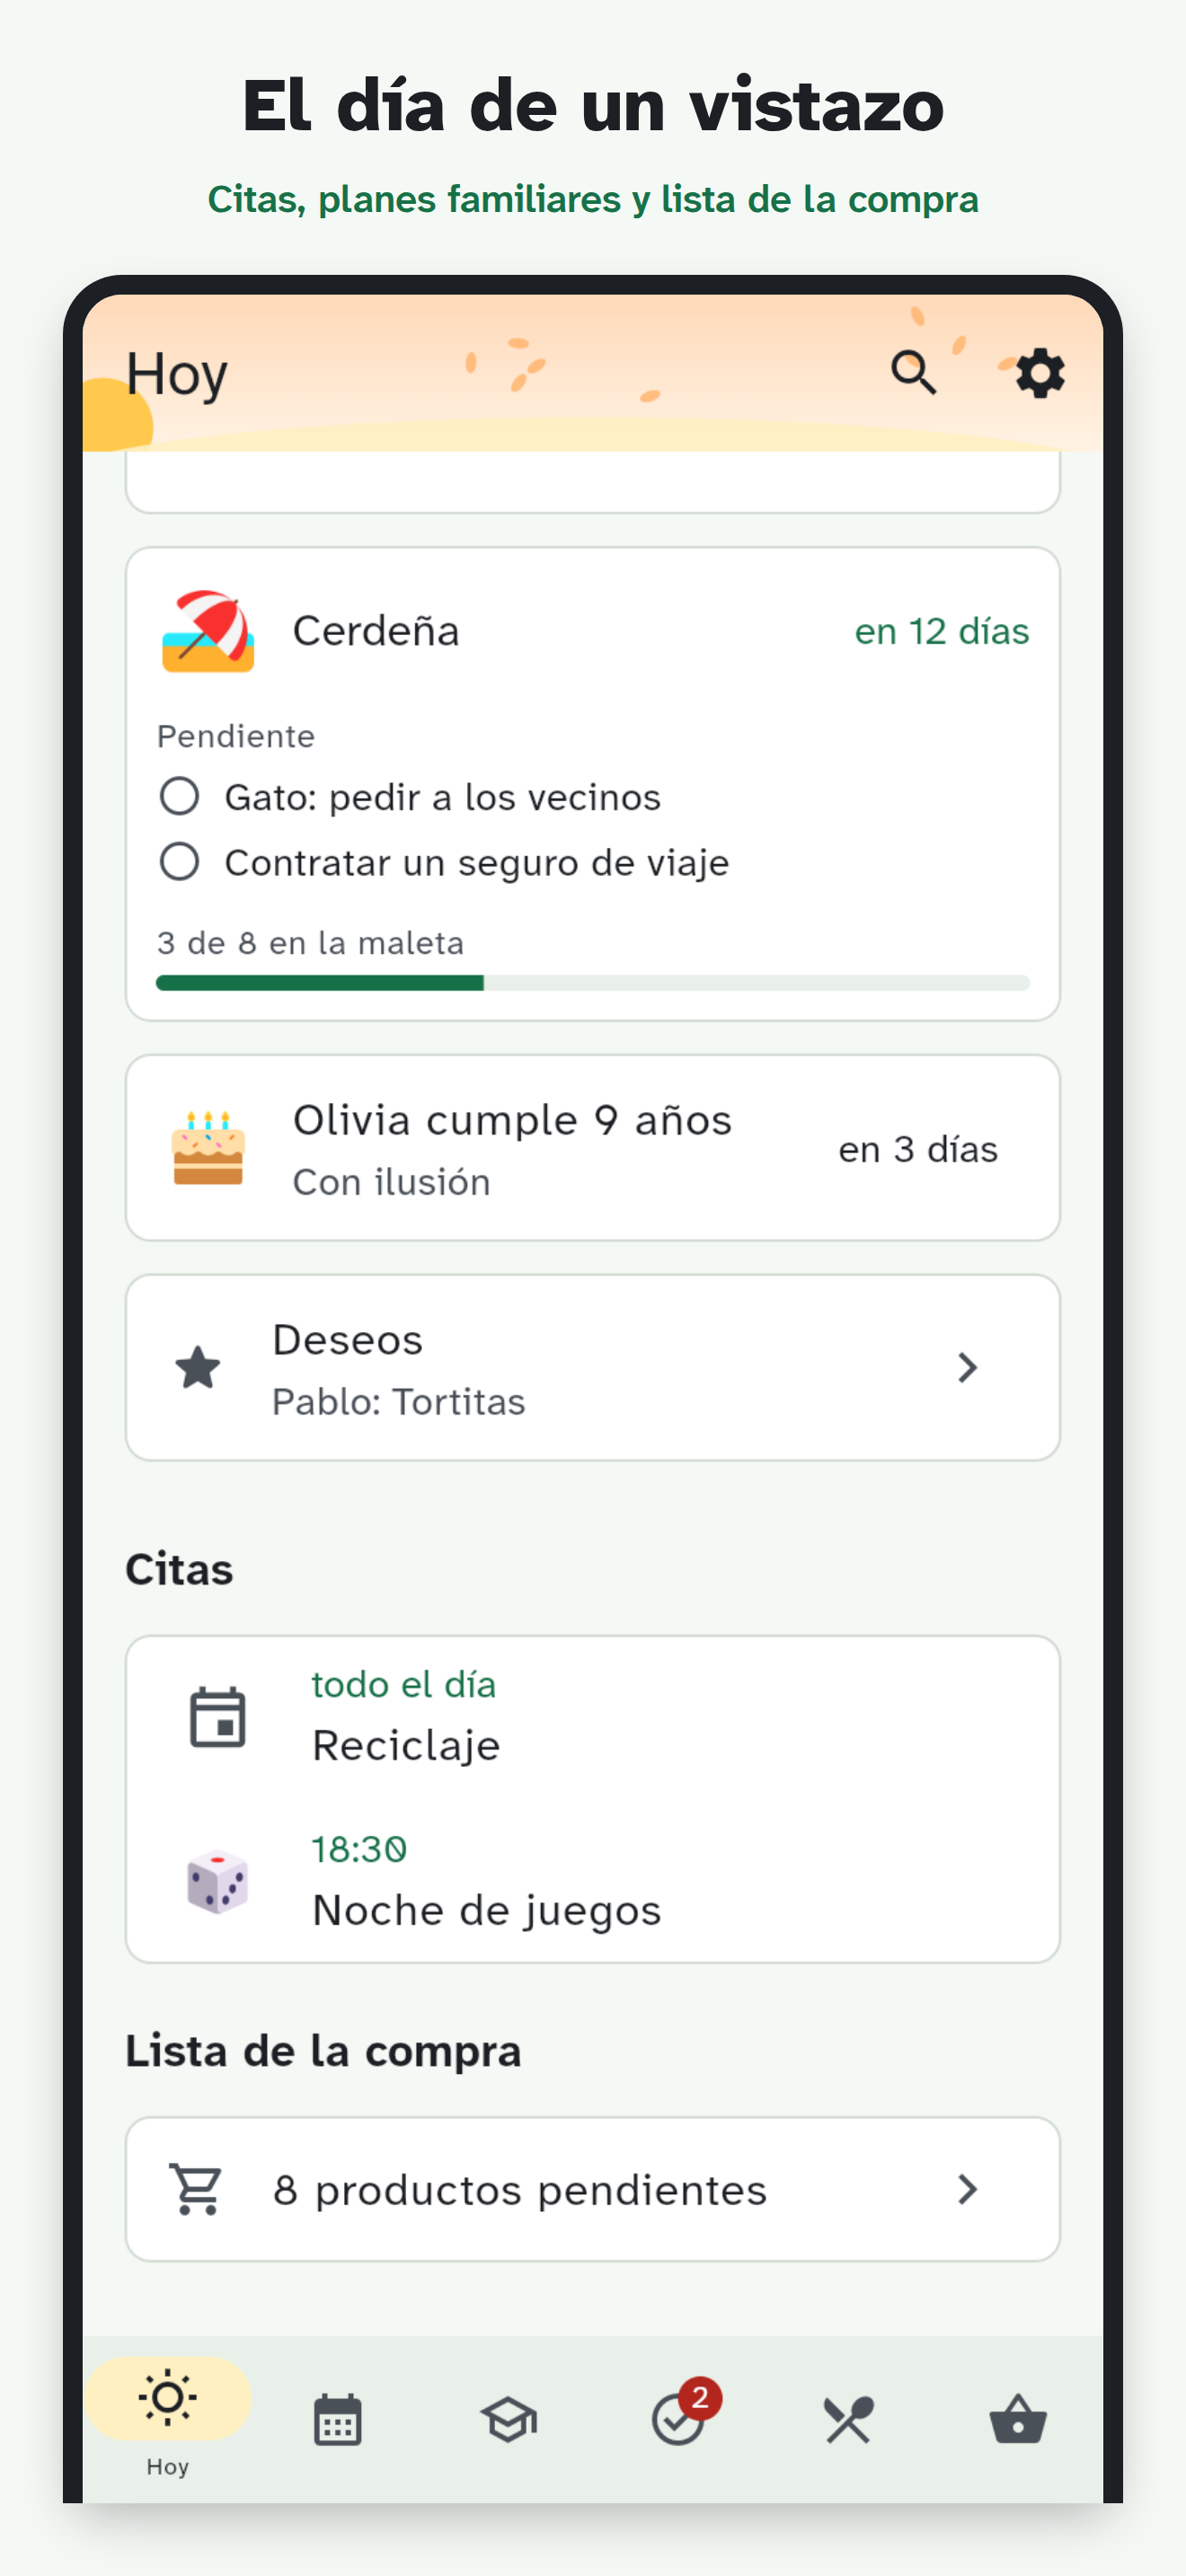 El día de un vistazo
Citas, planes familiares y lista de la compra
Hoy
Cerdeña
en 12 días
Pendiente
Gato: pedir a los vecinos
Contratar un seguro de viaje
3 de 8 en la maleta
Olivia cumple 9 años
en 3 días
Con ilusión
Deseos
Pablo: Tortitas
Citas
todo el día
Reciclaje
18:30
Noche de juegos
Lista de la compra
8 productos pendientes
2
Hoy